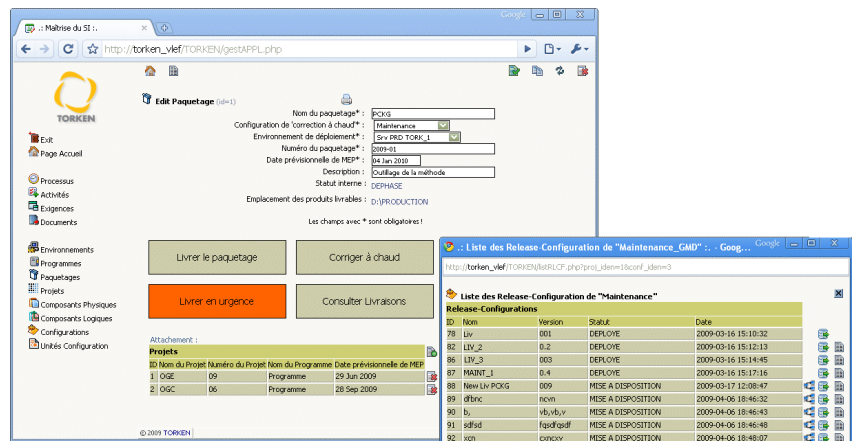 Google
.: Maîtrise du SI :.
http://torken_vlef/TORKEN/gestAPPL.php
TORKEN
Exit
Page Accueil
Processus
Activités
Exigences
Documents
Environnements
Programmes
Paquetages
Projets
Composants Physiques
Composants Logiques
Configurations
Unités Configuration
Edit Paquetage (id=1)
Nom du paquetage* : PCKG
Configuration de 'correction à chaud'* : Maintenance
Environnement de déploiement* : Srv PRD TORK_1
Numéro du paquetage* : 2009-01
Date prévisionnelle de MEP* : 04 Jan 2010
Description : Outillage de la méthode
Statut interne : DEPHASE
Emplacement des produits livrables : D:\PRODUCTION
Les champs avec * sont obligatoires!
Livrer le paquetage Corriger à chaud
Livrer en urgence Consulter Livraisons
Attachement :
Projets
ID Nom du Projet Numéro du Projet Nom du Programme Date prévisionnelle de MEP
1 OGE 09 Programme 29 Jun 2009
2 OGC 06 Programme 28 Sep 2009
© 2009 TORKEN
.: Liste des Release-Configuration de "Maintenance_GMD" :. - Goog... Google
http://torken_vlef/TORKEN/listRLCF.php?proj_iden=16conf_iden=3
Liste des Release-Configuration de "Maintenance"
Release-Configurations
ID Nom Version Statut Date
78 Liv 001 DEPLOYE 2009-03-16 15:10:32
82 LIV_2 0.2 DEPLOYE 2009-03-16 15:12:13
86 LIV_3 003 DEPLOYE 2009-03-16 15:14:45
87 MAINT_1 0.4 DEPLOYE 2009-03-16 15:17:16
88 New Liv PCKG 009 MISE A DISPOSITION 2009-03-17 12:08:47
89 dfbnc ncvn MISE A DISPOSITION 2009-04-06 18:46:32
90 b, vb,vb,v MISE A DISPOSITION 2009-04-06 18:46:43
91 sdfsd fqsdfqsdf MISE A DISPOSITION 2009-04-06 18:46:48
92 xcn cxncxv MISE A DISPOSITION 2009-04-06 18:48:07